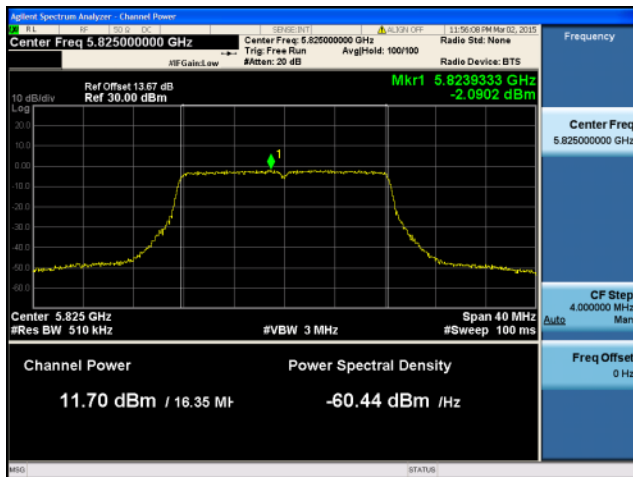 Agilent Spectrum Analyzer - Channel Power
RL RF 50 Ω DC SENSE:INT ALIGN OFF 11:56:08 PM Mar 02, 2015
Center Freq 5.825000000 GHz Center Freq: 5.825000000 GHz Radio Std: None
Trig: Free Run Avg|Hold: 100/100
#IFGain:Low #Atten: 20 dB Radio Device: BTS
Mkr1 5.8239333 GHz
-2.0902 dBm
Ref Offset 13.67 dB
10 dB/div Ref 30.00 dBm
Log
20.0
10.0
0.00
-10.0
-20.0
-30.0
-40.0
-50.0
-60.0
1
Center 5.825 GHz Span 40 MHz
#Res BW 510 kHz #VBW 3 MHz #Sweep 100 ms
Channel Power Power Spectral Density
11.70 dBm / 16.35 MH -60.44 dBm /Hz
MSG STATUS
Frequency
Center Freq
5.825000000 GHz
CF Step
4.000000 MHz
Auto Man
Freq Offset
0 Hz